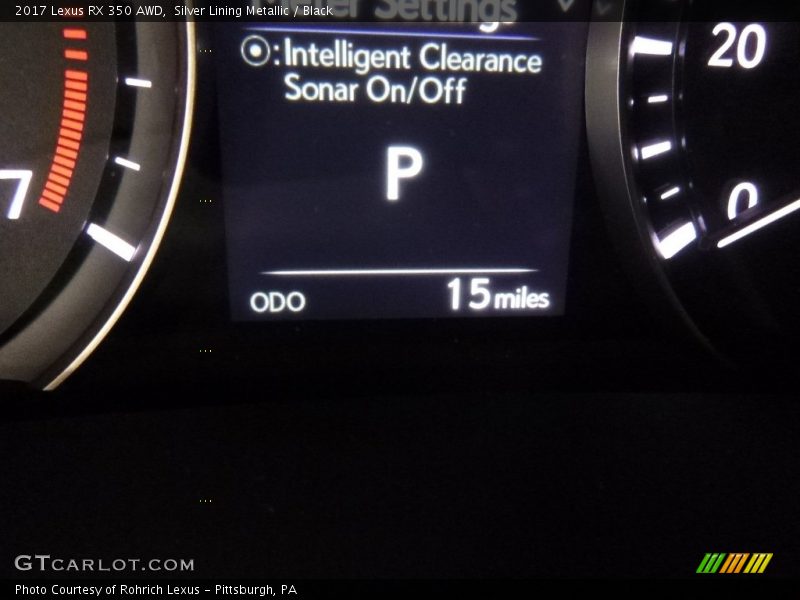 2017 Lexus RX 350 AWD,  Silver Lining Metallic / Black
Settings
: Intelligent Clearance
Sonar On/Off
20
P
7
0
ODO
15 miles
GTCARLOT.COM
Photo Courtesy of Rohrich Lexus - Pittsburgh, PA